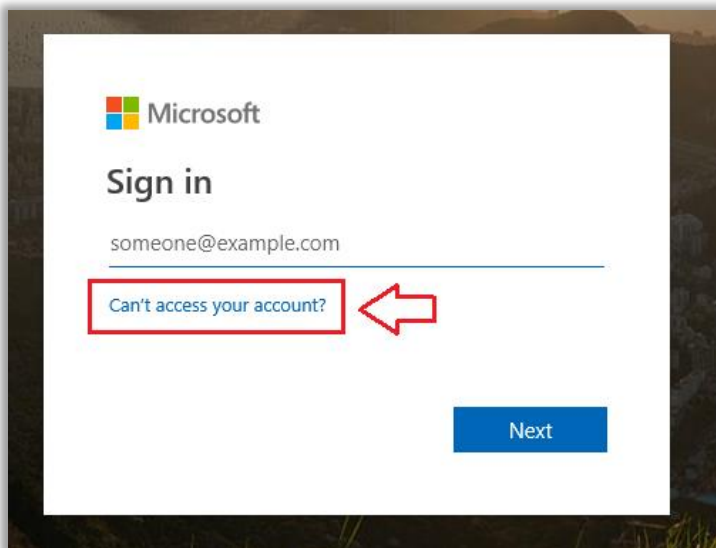 Microsoft
Sign in
someone@example.com
Can't access your account?
Next